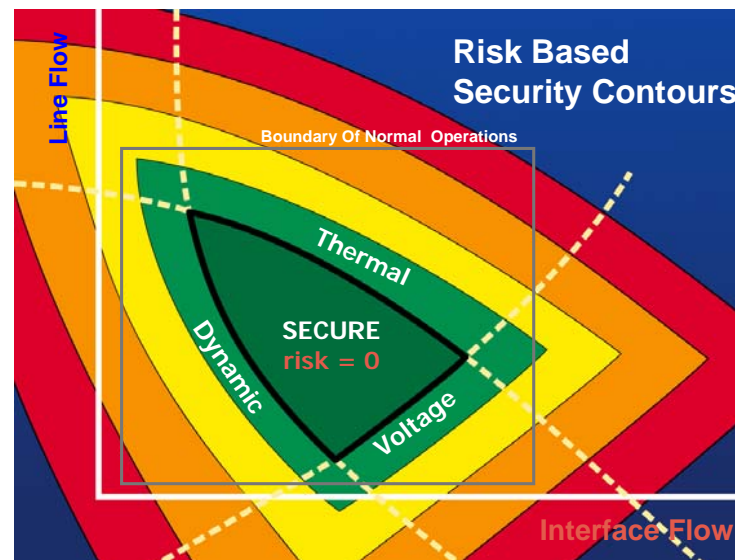 Line Flow
Risk Based
Security Contours
Boundary Of Normal Operations
Thermal
SECURE
risk = 0
Dynamic
Voltage
Interface Flow